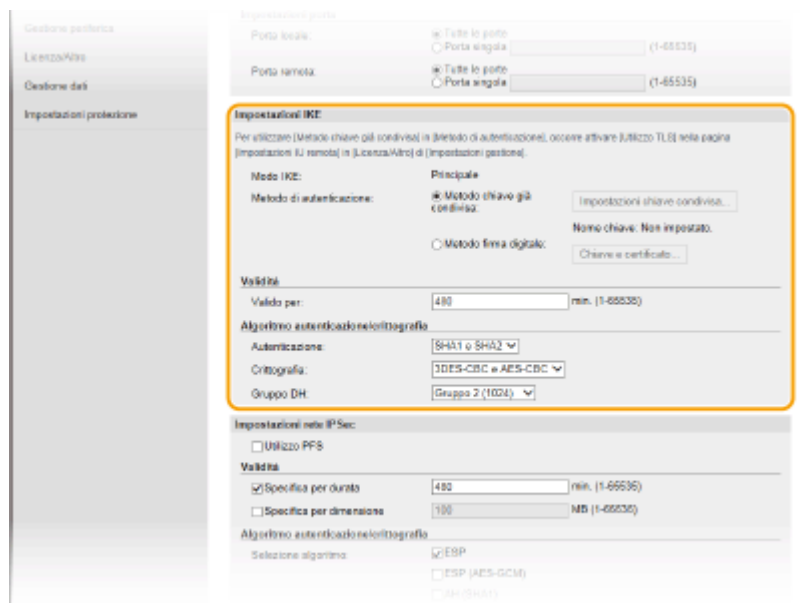 Gestione periferica
Licenza/Altro
Gestione dati
Impostazioni protezione
Impostazioni porta
Porta locale:
Tutte le porte
Porta singola
(1-65535)
Porta remota:
Tutte le porte
Porta singola
(1-65535)
Impostazioni IKE
Per utilizzare [Metodo chiave già condivisa] in [Metodo di autenticazione], occorre attivare [Utilizzo TLS] nella pagina
[Impostazioni IU remota] in [Licenza/Altro] di [Impostazioni gestione].
Modo IKE:
Principale
Metodo di autenticazione:
Metodo chiave già
condivisa:
Impostazioni chiave condivisa...
Nome chiave: Non impostato.
Metodo firma digitale:
Chiave e certificato...
Validità
Valido per:
480
min. (1-65535)
Algoritmo autenticazione/crittografia
Autenticazione:
SHA1 e SHA2
Crittografia:
3DES-CBC e AES-CBC
Gruppo DH:
Gruppo 2 (1024)
Impostazioni rete IPSec
Utilizzo PFS
Validità
Specifica per durata
480
min. (1-65535)
Specifica per dimensione
100
MB (1-65535)
Algoritmo autenticazione/crittografia
Selezione algoritmo:
ESP
ESP (AES-GCM)
AH (SHA1)